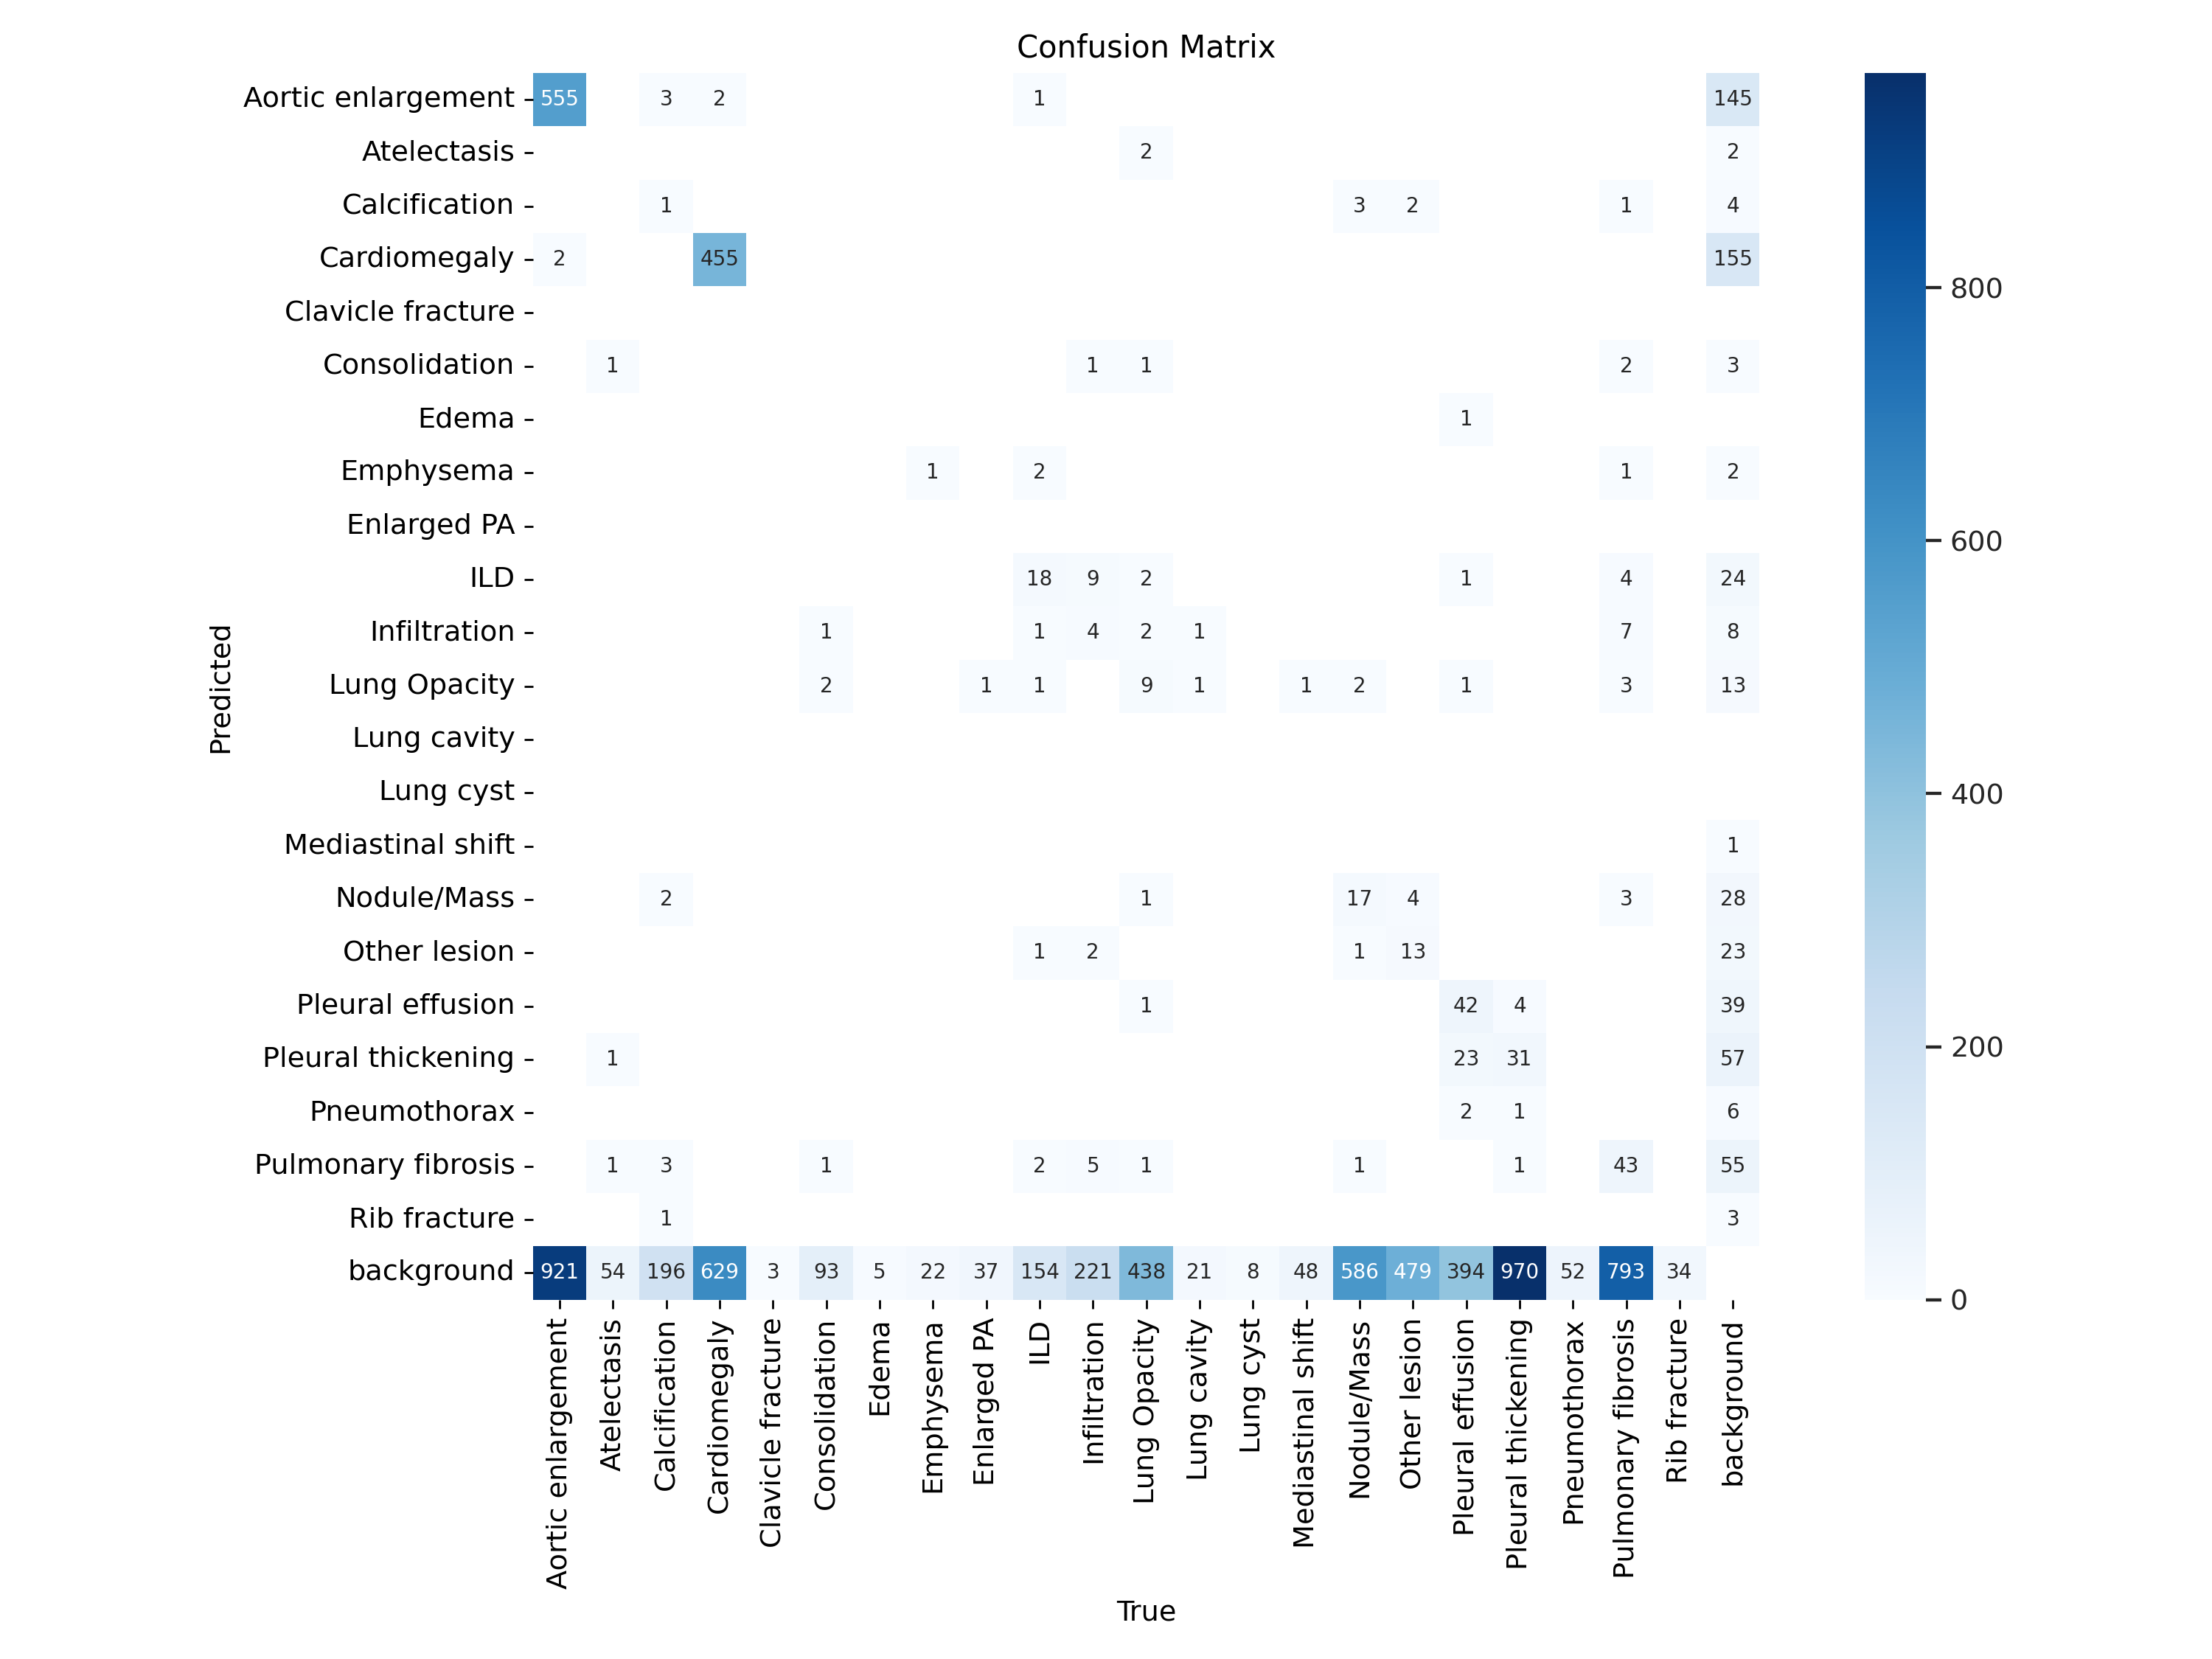 Confusion Matrix
Aortic enlargement 555 3 2 1 145
Atelectasis 2 2
Calcification 1 3 2 1 4
Cardiomegaly 2 455 155
800
Clavicle fracture
Consolidation 1 1 1 2 3
Edema 1
Emphysema 1 2 1 2
Enlarged PA
600
ILD 18 9 2 1 4 24
Infiltration 1 1 4 2 1 7 8
Predicted
Lung Opacity 2 1 1 9 1 1 2 1 3 13
Lung cavity
Lung cyst
400
Mediastinal shift 1
Nodule/Mass 2 1 17 4 3 28
Other lesion 1 2 1 13 23
Pleural effusion 1 42 4 39
Pleural thickening 1 23 31 57
200
Pneumothorax 2 1 6
Pulmonary fibrosis 1 3 1 2 5 1 1 1 43 55
Rib fracture 1 3
background 921 54 196 629 3 93 5 22 37 154 221 438 21 8 48 586 479 394 970 52 793 34
0
Aortic enlargement
Atelectasis
Calcification
Cardiomegaly
Clavicle fracture
Consolidation
Edema
Emphysema
Enlarged PA
ILD
Infiltration
Lung Opacity
Lung cavity
Lung cyst
Mediastinal shift
Nodule/Mass
Other lesion
Pleural effusion
Pleural thickening
Pneumothorax
Pulmonary fibrosis
Rib fracture
background
True